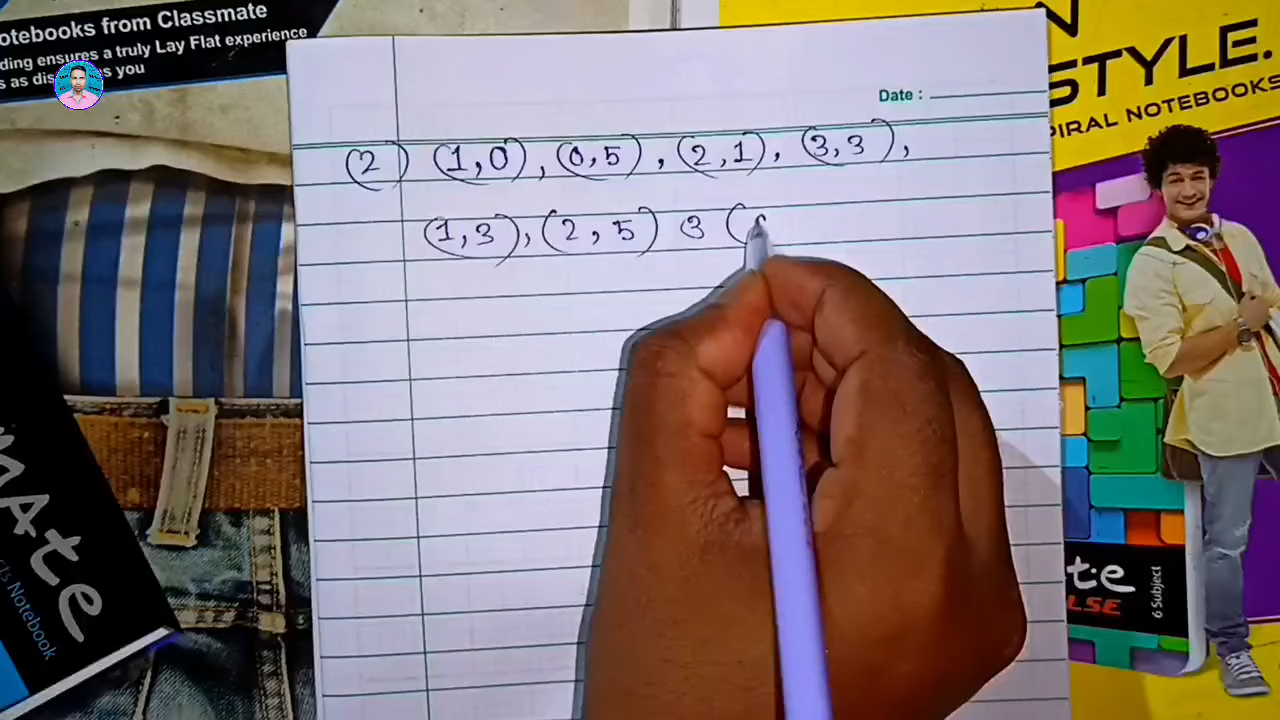 otebooks from Classmate
ding ensures a truly Lay Flat experience
s as dis s you
N
STYLE.
PIRAL NOTEBOOKS
Date :
(2) (1,0), (0,5), (2,1), (3,3),
(1,3), (2,5) ও (
mate
Notebook
te
LSE
6 Subject